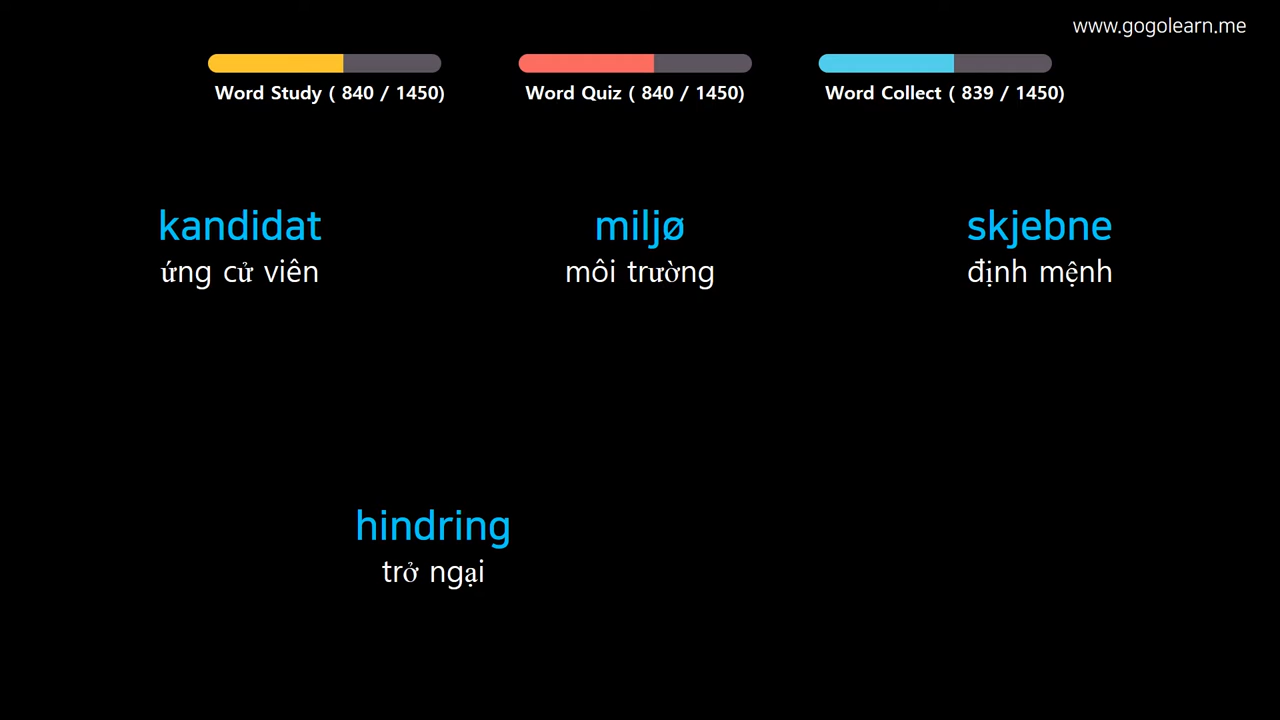 www.gogolearn.me
Word Study ( 840 / 1450)
Word Quiz ( 840 / 1450)
Word Collect ( 839 / 1450)
kandidat
ứng cử viên
miljø
môi trường
skjebne
định mệnh
hindring
trở ngại